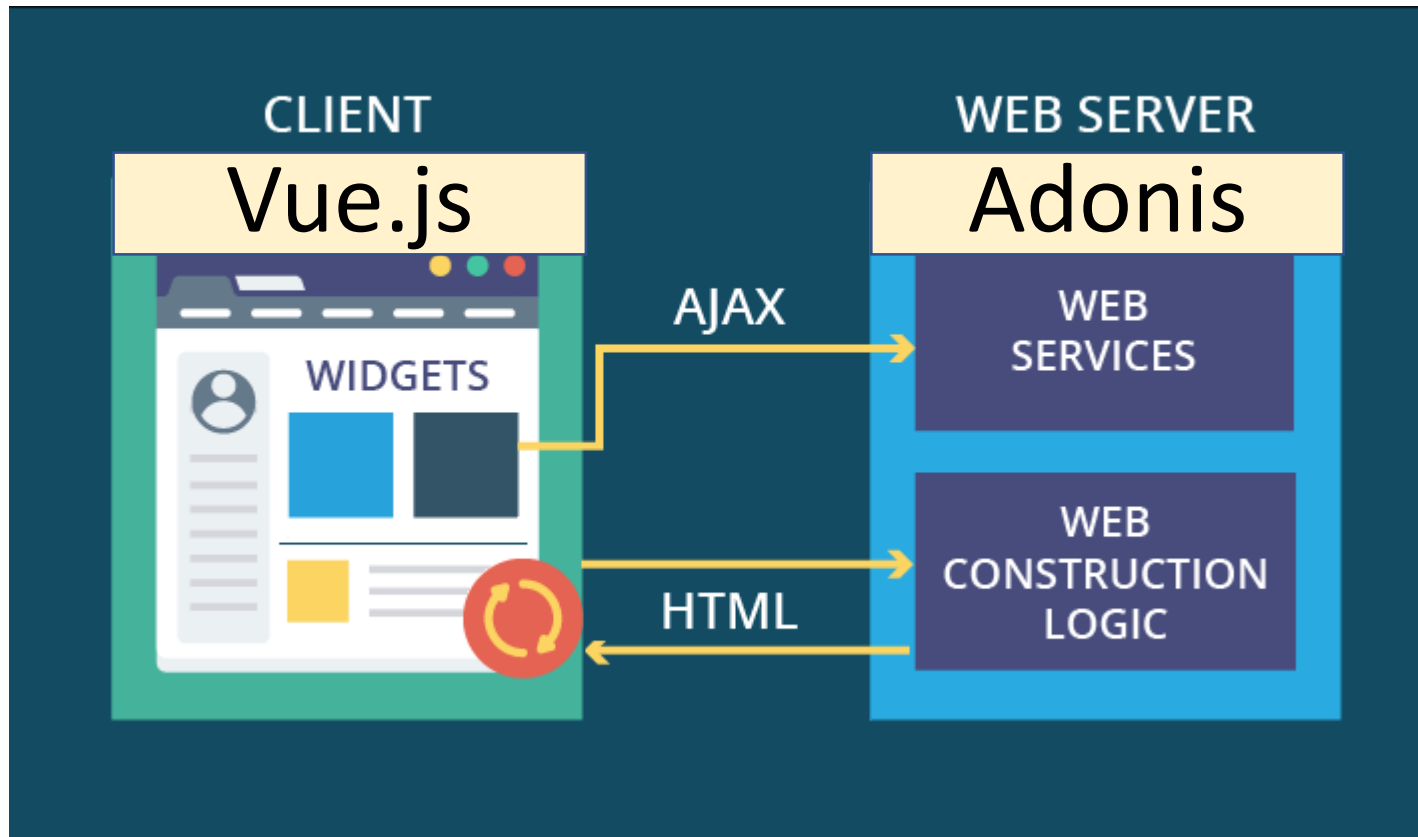 CLIENT
Vue.js
WIDGETS
AJAX
HTML
WEB SERVER
Adonis
WEB
SERVICES
WEB
CONSTRUCTION
LOGIC